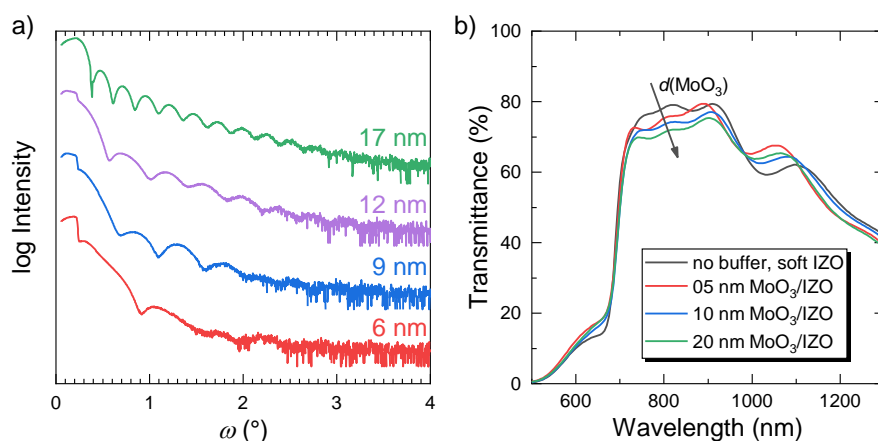 a)
log Intensity
17 nm
12 nm
9 nm
6 nm
0 1 2 3 4
ω (°)
b)
Transmittance (%)
100
80
60
40
20
0
d(MoO₃)
no buffer, soft IZO
05 nm MoO₃/IZO
10 nm MoO₃/IZO
20 nm MoO₃/IZO
600 800 1000 1200
Wavelength (nm)